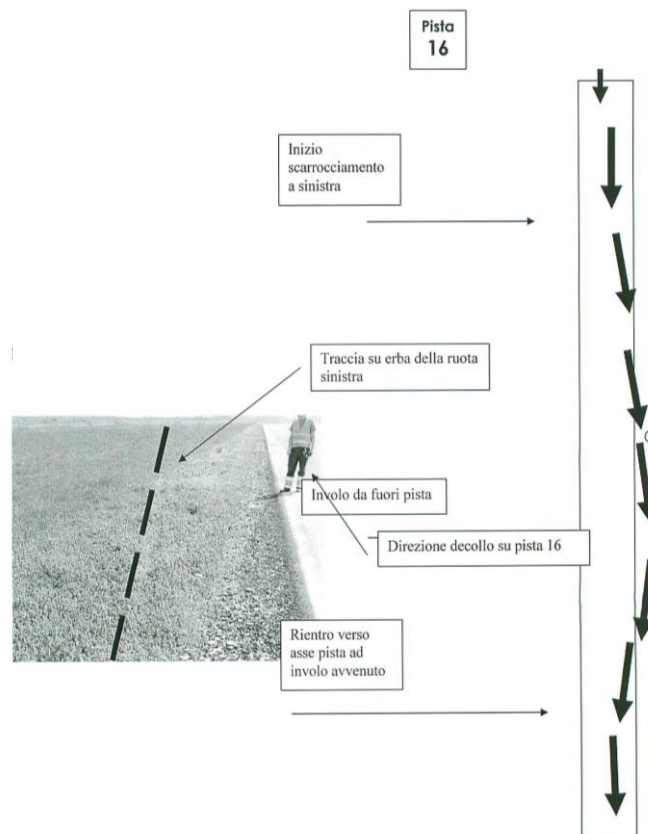 Pista
16
Inizio
scarrocciamento
a sinistra
Traccia su erba della ruota
sinistra
Involo da fuori pista
Direzione decollo su pista 16
Rientro verso
asse pista ad
involo avvenuto